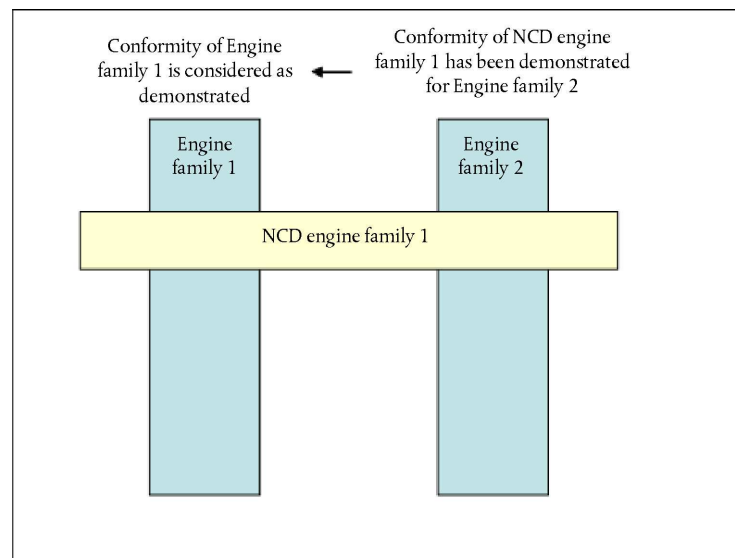 Conformity of Engine
family 1 is considered as
demonstrated
Conformity of NCD engine
family 1 has been demonstrated
for Engine family 2
Engine
family 1
Engine
family 2
NCD engine family 1